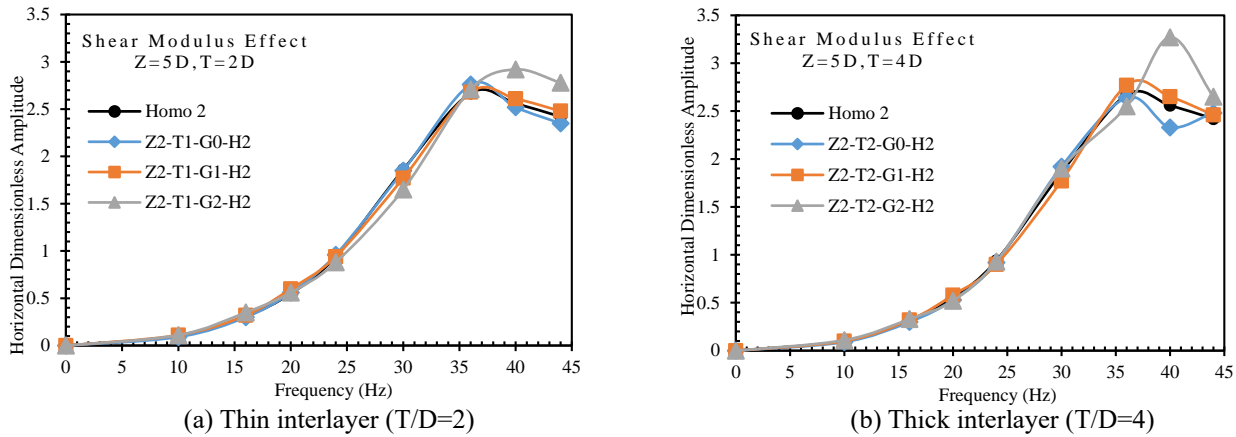 Shear Modulus Effect
Z=5D, T=2D
Homo 2
Z2-T1-G0-H2
Z2-T1-G1-H2
Z2-T1-G2-H2
Horizontal Dimensionless Amplitude
3.5
3
2.5
2
1.5
1
0.5
0
0 5 10 15 20 25 30 35 40 45
Frequency (Hz)
(a) Thin interlayer (T/D=2)
Shear Modulus Effect
Z=5D, T=4D
Homo 2
Z2-T2-G0-H2
Z2-T2-G1-H2
Z2-T2-G2-H2
Horizontal Dimensionless Amplitude
3.5
3
2.5
2
1.5
1
0.5
0
0 5 10 15 20 25 30 35 40 45
Frequency (Hz)
(b) Thick interlayer (T/D=4)